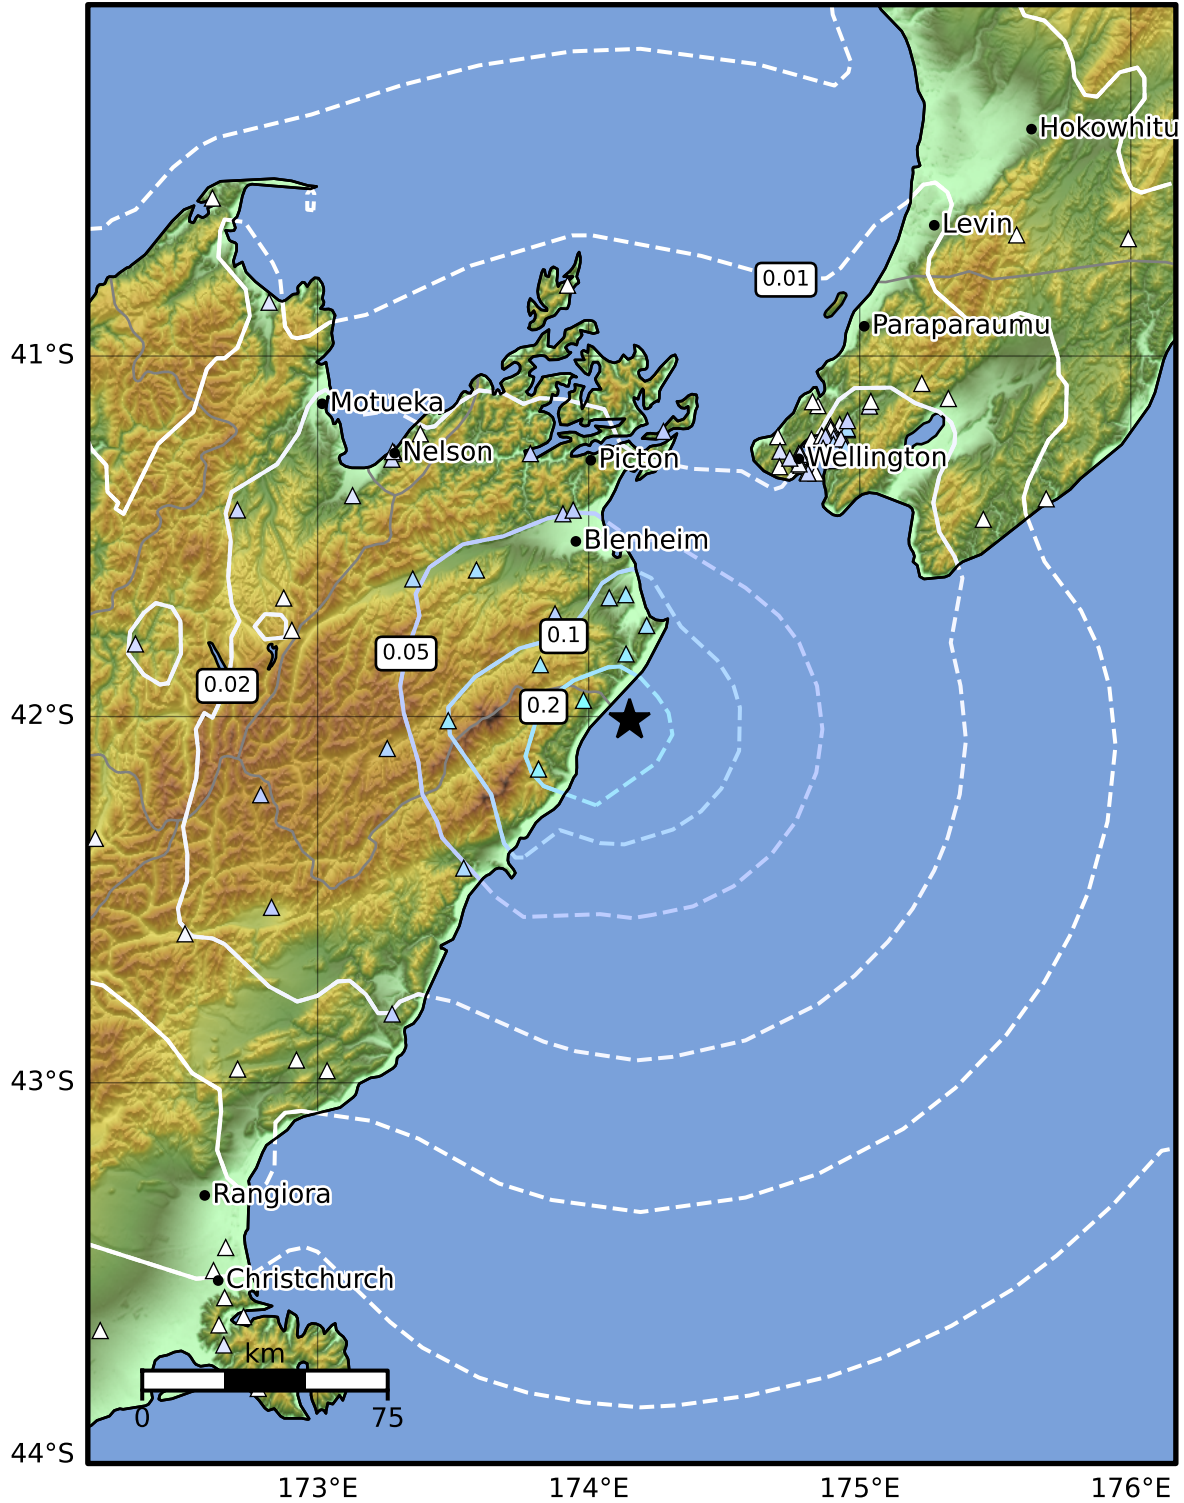 Hokowhitu
Levin
0.01
Paraparaumu
41°S
Motueka
Nelson
Picton
Wellington
Blenheim
0.1
0.05
0.02
0.2
42°S
43°S
Rangiora
Christchurch
km
0 75
44°S
173°E 174°E 175°E 176°E